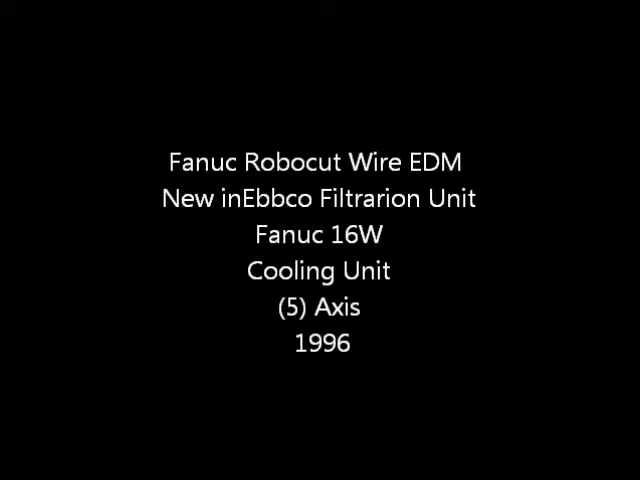 Fanuc Robocut Wire EDM
New inEbbco Filtrarion Unit
Fanuc 16W
Cooling Unit
(5) Axis
1996